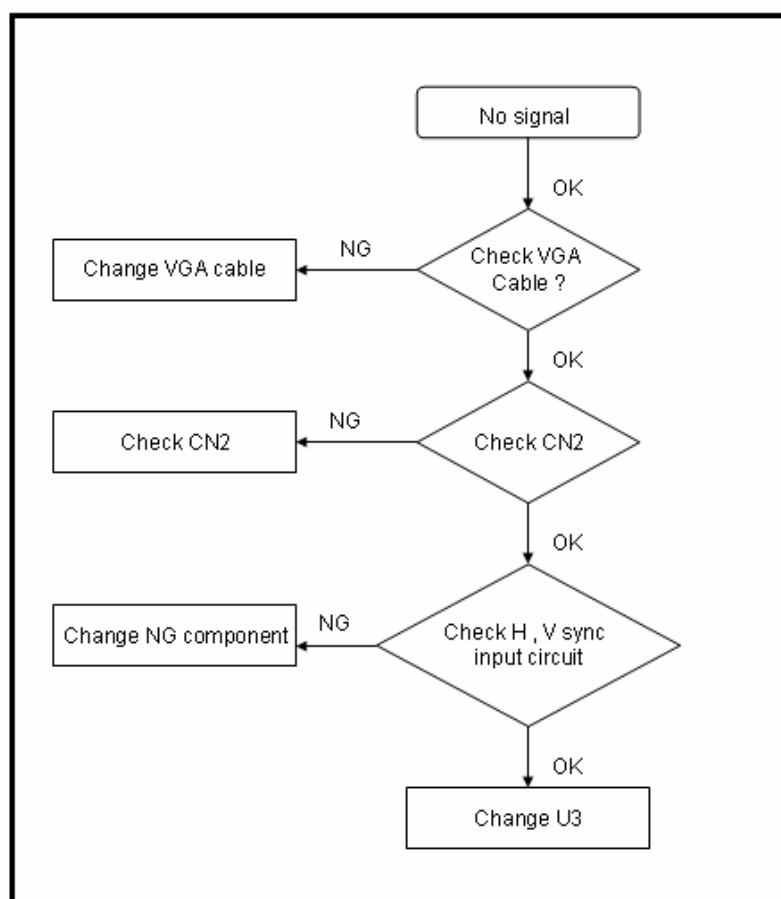 No signal
OK
Check VGA
Cable ?
NG
Change VGA cable
OK
Check CN2
NG
Check CN2
OK
Check H , V sync
input circuit
NG
Change NG component
OK
Change U3